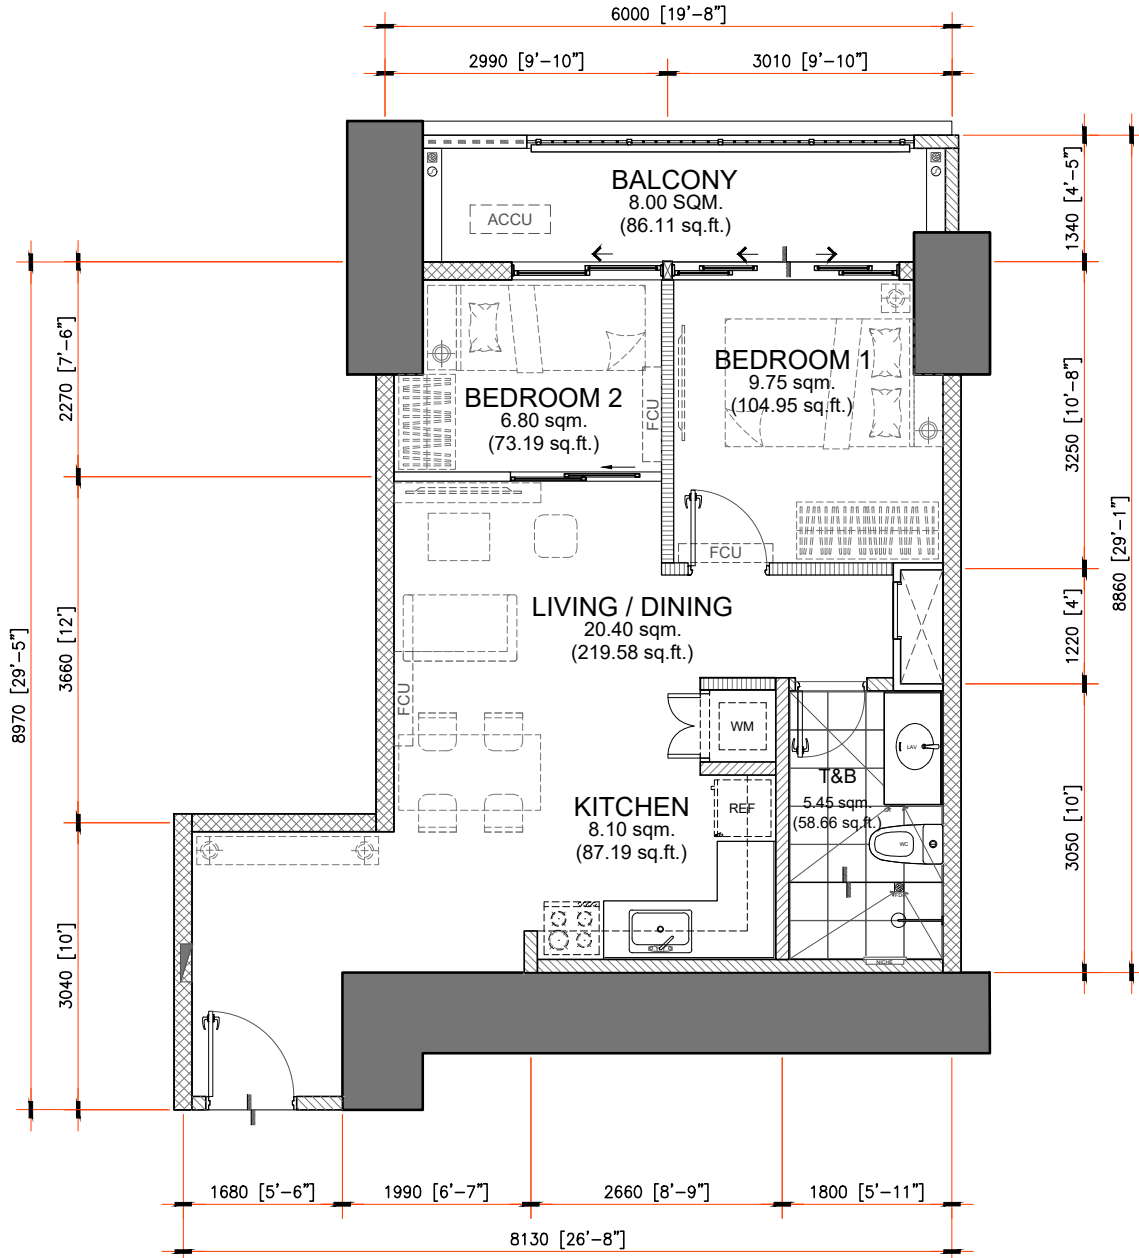 6000 [19'-8"]
2990 [9'-10"]
3010 [9'-10"]
BALCONY
8.00 SQM.
(86.11 sq.ft.)
ACCU
1340 [4'-5"]
2270 [7'-6"]
BEDROOM 1
9.75 sqm.
(104.95 sq.ft.)
BEDROOM 2
6.80 sqm.
(73.19 sq.ft.)
FCU
3250 [10'-8"]
8860 [29'-1"]
FCU
LIVING / DINING
20.40 sqm.
(219.58 sq.ft.)
1220 [4']
3660 [12']
8970 [29'-5"]
FCU
WM
LAV
T&B
5.45 sqm.
(58.66 sq.ft.)
KITCHEN
8.10 sqm.
(87.19 sq.ft.)
REF
WC
3050 [10']
3040 [10']
NICHE
1680 [5'-6"]
1990 [6'-7"]
2660 [8'-9"]
1800 [5'-11"]
8130 [26'-8"]